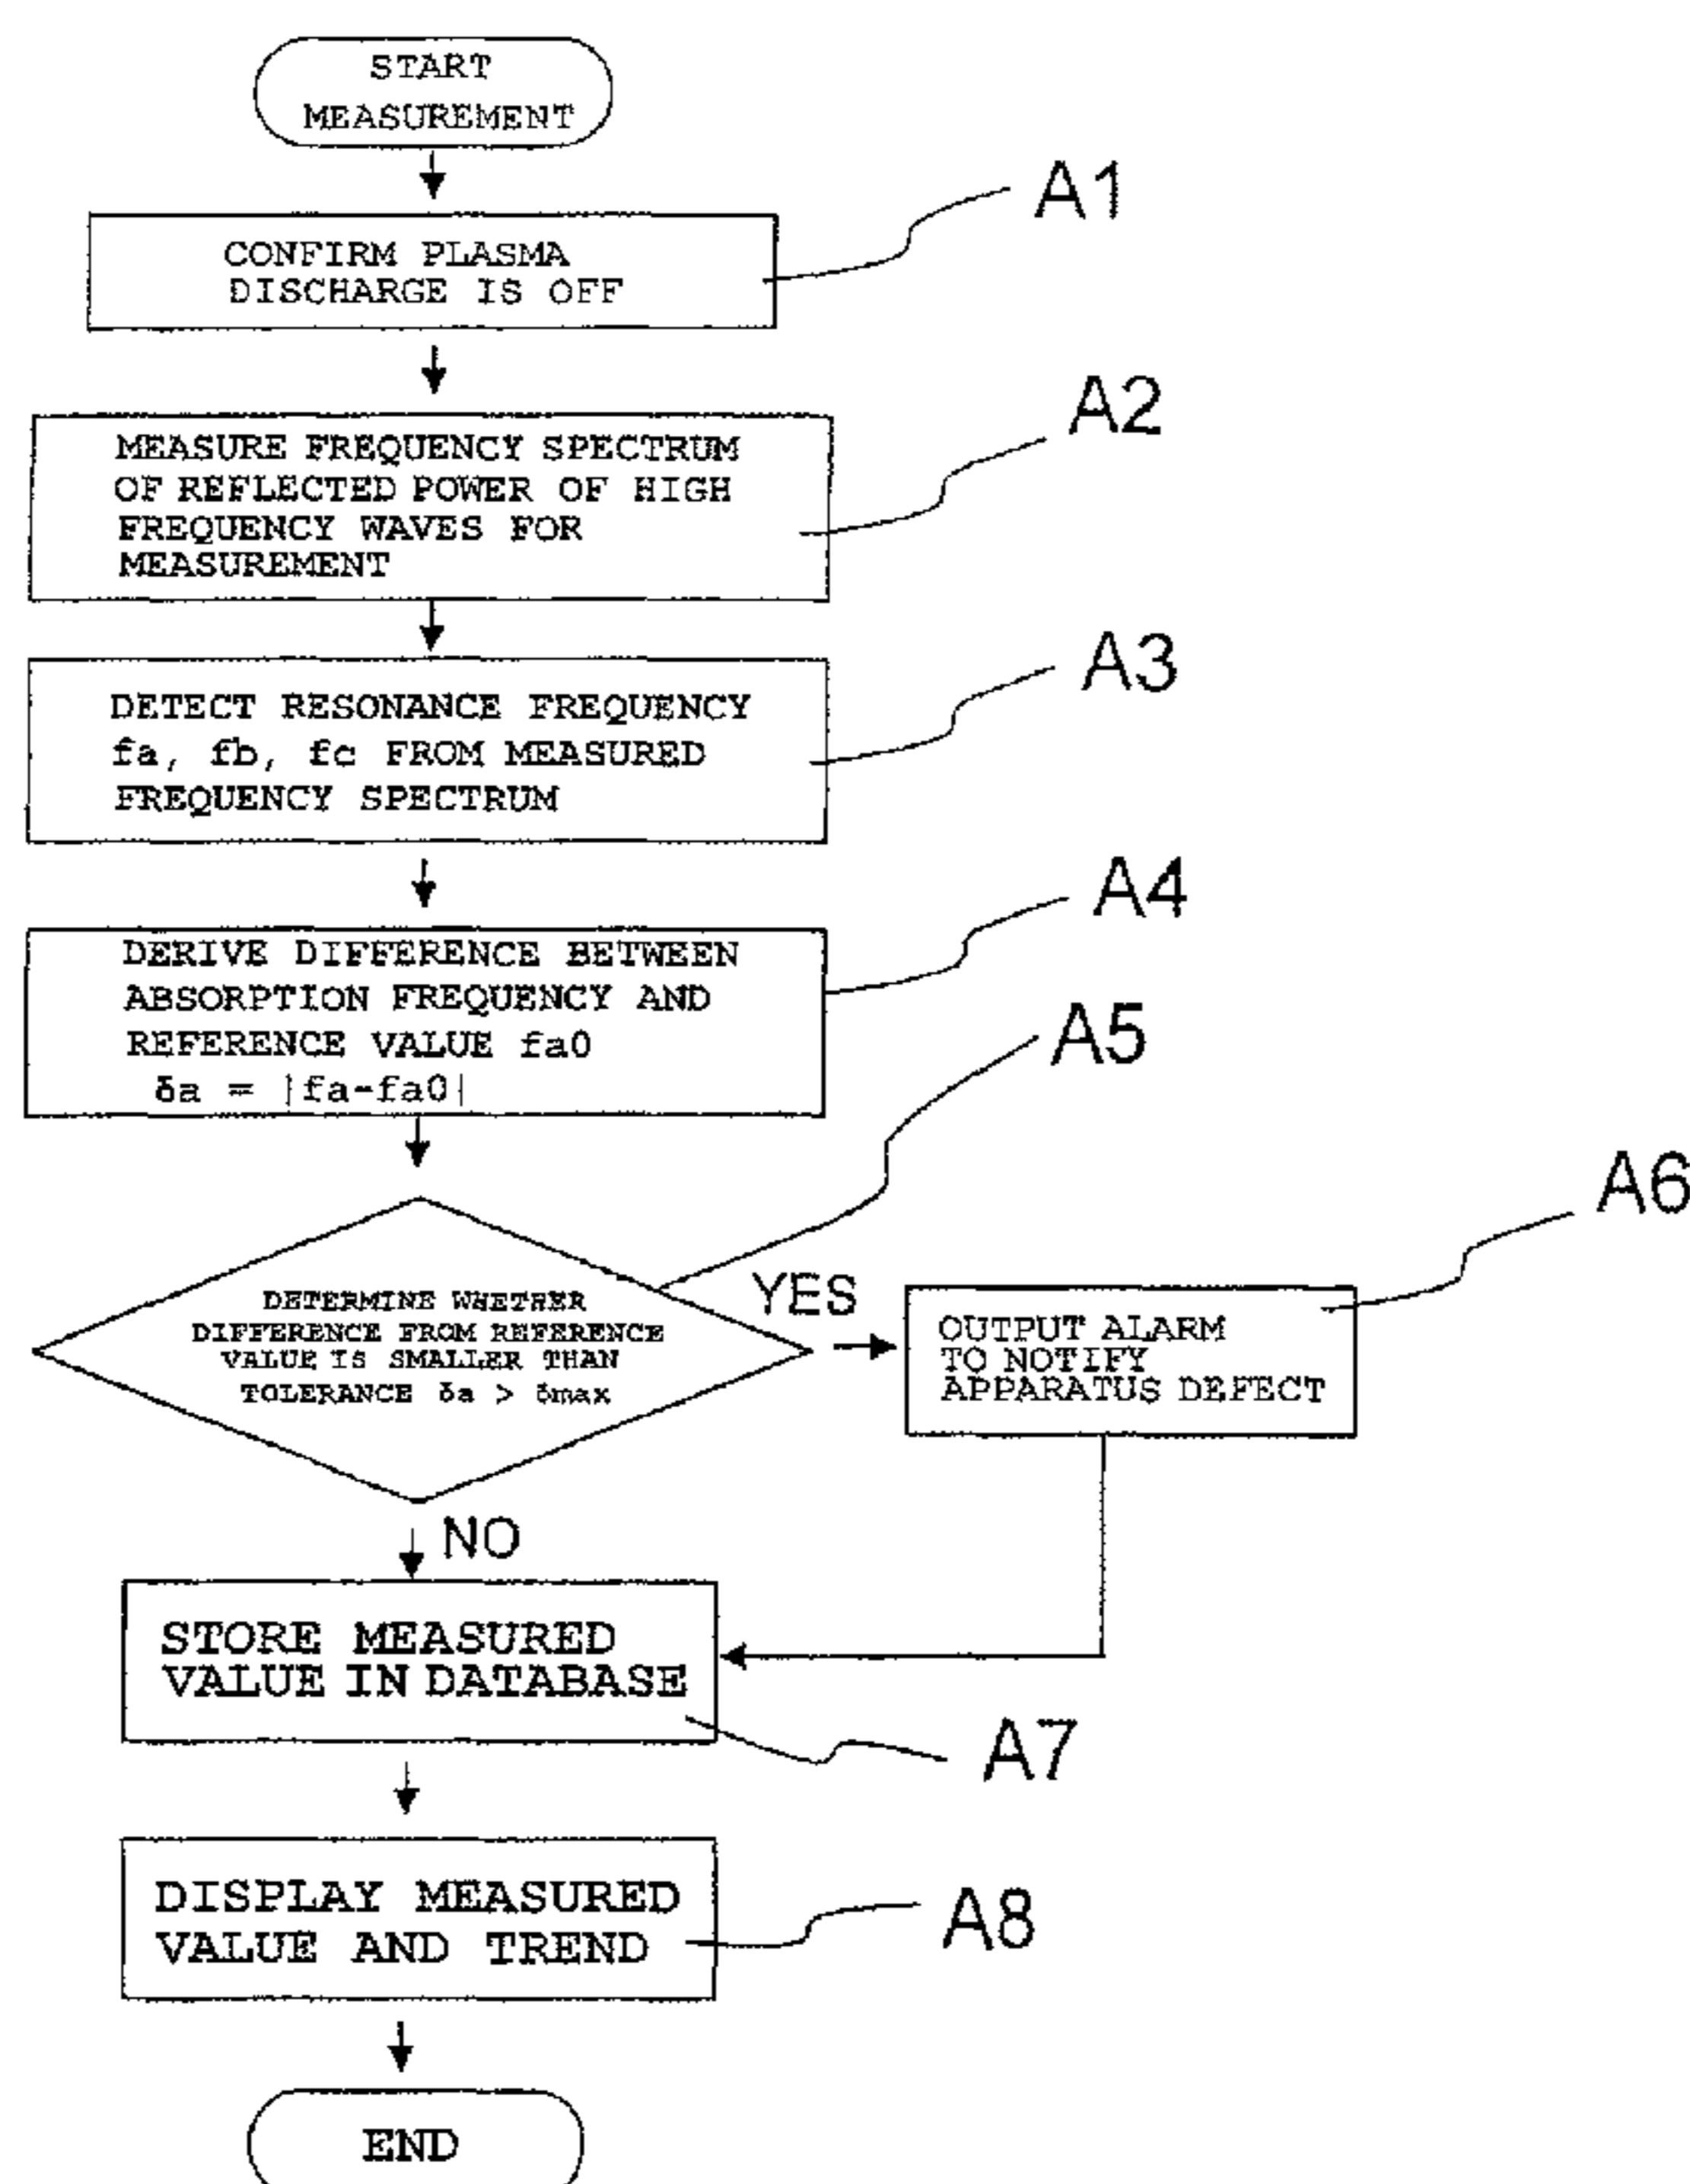 START
MEASUREMENT
A1
CONFIRM PLASMA
DISCHARGE IS OFF
A2
MEASURE FREQUENCY SPECTRUM
OF REFLECTED POWER OF HIGH
FREQUENCY WAVES FOR
MEASUREMENT
A3
DETECT RESONANCE FREQUENCY
fa, fb, fc FROM MEASURED
FREQUENCY SPECTRUM
A4
DERIVE DIFFERENCE BETWEEN
ABSORPTION FREQUENCY AND
REFERENCE VALUE fa0
δa = |fa-fa0|
A5
DETERMINE WHETHER
DIFFERENCE FROM REFERENCE
VALUE IS SMALLER THAN
TOLERANCE δa > δmax
YES
A6
OUTPUT ALARM
TO NOTIFY
APPARATUS DEFECT
NO
STORE MEASURED
VALUE IN DATABASE
A7
DISPLAY MEASURED
VALUE AND TREND
A8
END